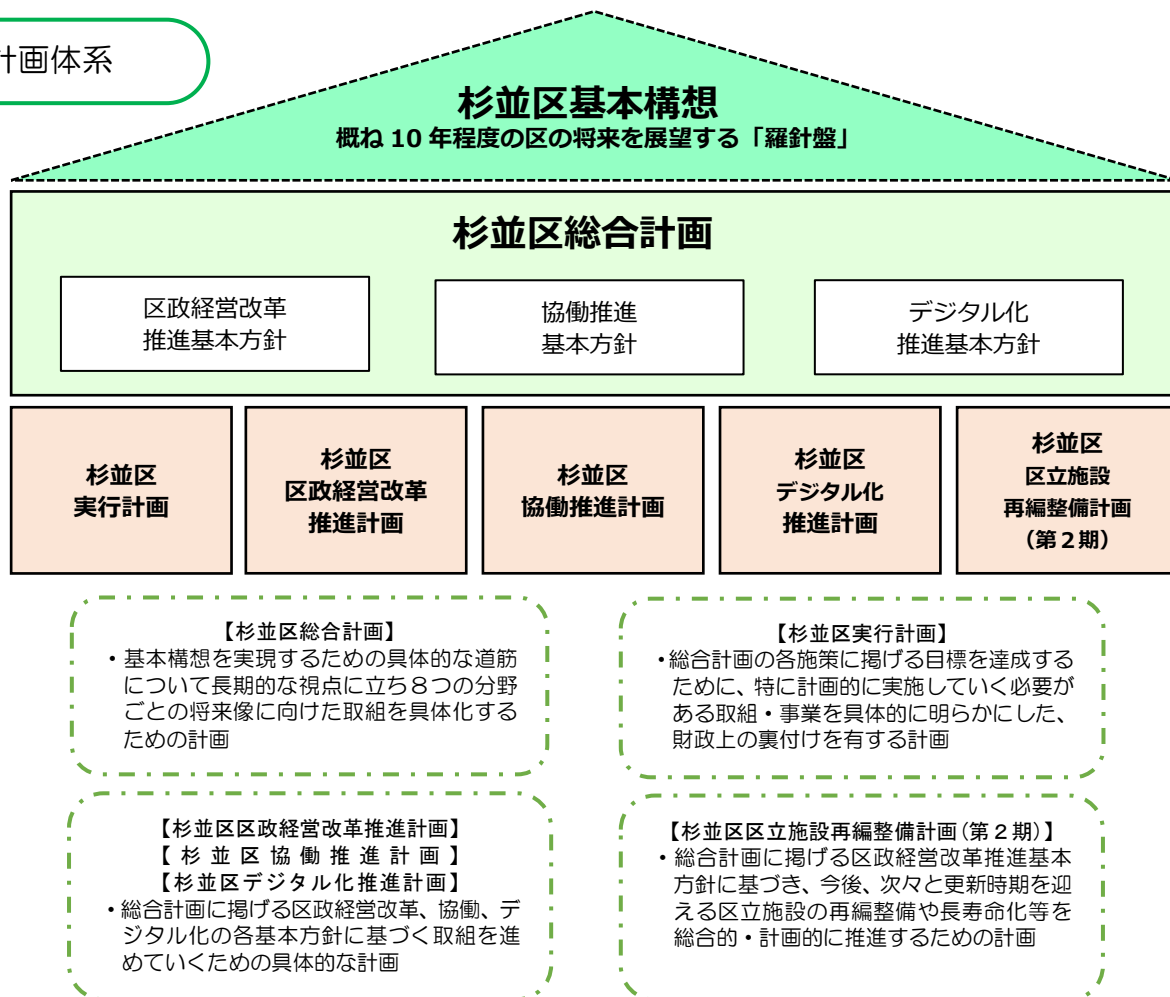 計画体系
杉並区基本構想
概ね 10 年程度の区の将来を展望する「羅針盤」
杉並区総合計画
区政経営改革
推進基本方針
協働推進
基本方針
デジタル化
推進基本方針
杉並区
実行計画
杉並区
区政経営改革
推進計画
杉並区
協働推進計画
杉並区
デジタル化
推進計画
杉並区
区立施設
再編整備計画
（第２期）
【杉並区総合計画】
・基本構想を実現するための具体的な道筋
について長期的な視点に立ち８つの分野
ごとの将来像に向けた取組を具体化する
ための計画
【杉並区実行計画】
・総合計画の各施策に掲げる目標を達成する
ために、特に計画的に実施していく必要が
ある取組・事業を具体的に明らかにした、
財政上の裏付けを有する計画
【杉並区区政経営改革推進計画】
【杉並区協働推進計画】
【杉並区デジタル化推進計画】
・総合計画に掲げる区政経営改革、協働、デ
ジタル化の各基本方針に基づく取組を進
めていくための具体的な計画
【杉並区区立施設再編整備計画（第２期）】
・総合計画に掲げる区政経営改革推進基本
方針に基づき、今後、次々と更新時期を迎
える区立施設の再編整備や長寿命化等を
総合的・計画的に推進するための計画